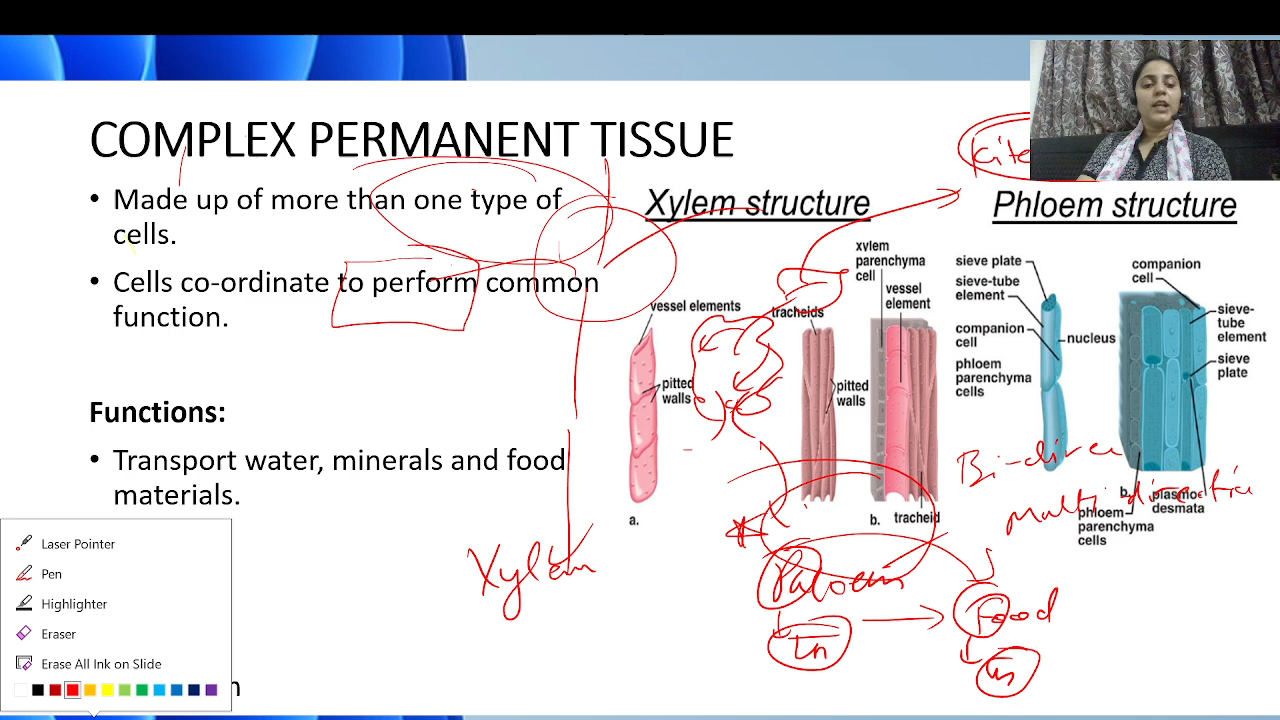 COMPLEX PERMANENT TISSUE
• Made up of more than one type of
cells.
• Cells co-ordinate to perform common
function.
Functions:
• Transport water, minerals and food
materials.
Xylem structure
vessel elements
pitted
walls
a.
tracheids
pitted
walls
xylem
parenchyma
cell
vessel
element
b.
tracheid
Phloem structure
sieve plate
sieve-tube
element
companion
cell
phloem
parenchyma
cells
nucleus
companion
cell
sieve-
tube
element
sieve
plate
b.
plasmo-
desmata
phloem
parenchyma
cells
Bi-direc
Xylem
Phloem
Food
Laser Pointer
Pen
Highlighter
Eraser
Erase All Ink on Slide